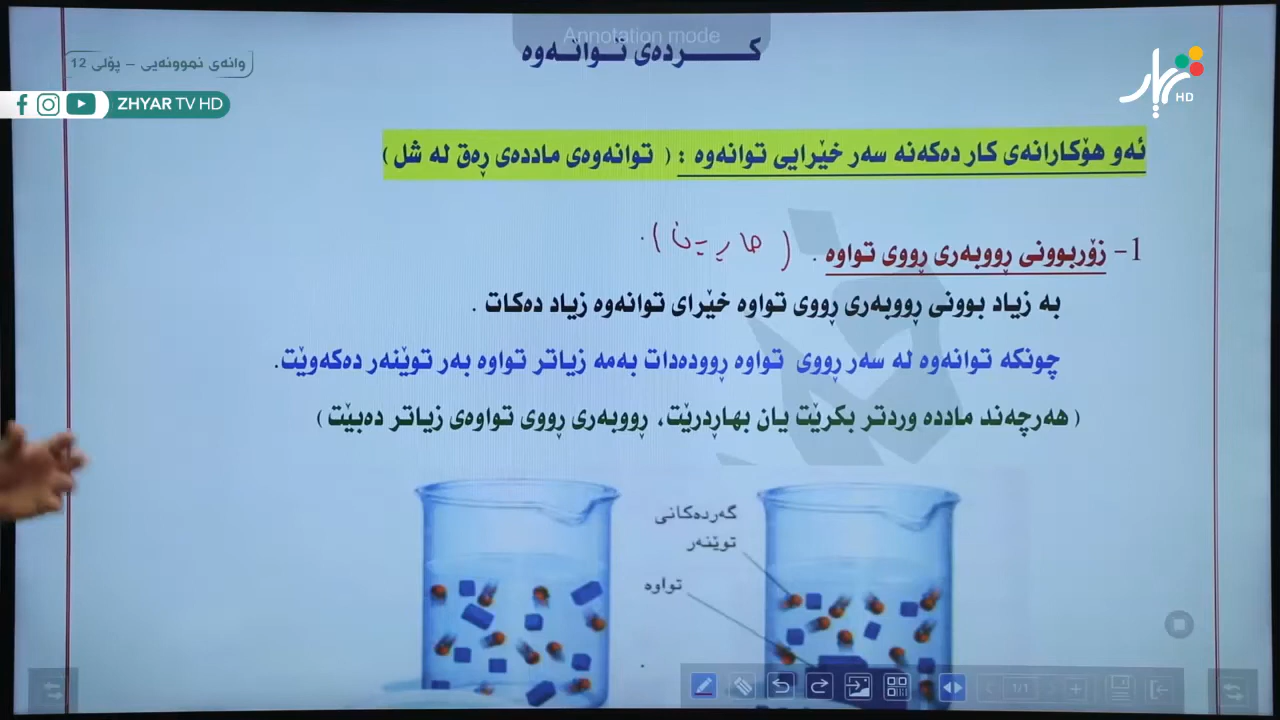 Annotation mode
کـــــردەی تـوانـەوە
وانەی نموونەیی – پۆلی 12
ZHYAR TV HD
ژیار HD
ئەو هۆکارانەی کار دەکەنە سەر خێرایی توانەوە : ( توانەوەی ماددەی ڕەق لە شل )
1- زۆربوونی ڕووبەری ڕووی تواوە .
بە زیاد بوونی ڕووبەری ڕووی تواوە خێرای توانەوە زیاد دەکات .
چونکە توانەوە لە سەر ڕووی تواوە ڕوودەدات بەمە زیاتر تواوە بەر توێنەر دەکەوێت.
( هەرچەند ماددە وردتر بکرێت یان بهاڕدرێت، ڕووبەری ڕووی تواوەی زیاتر دەبێت )
گەردەکانی
توێنەر
تواوە
1/1